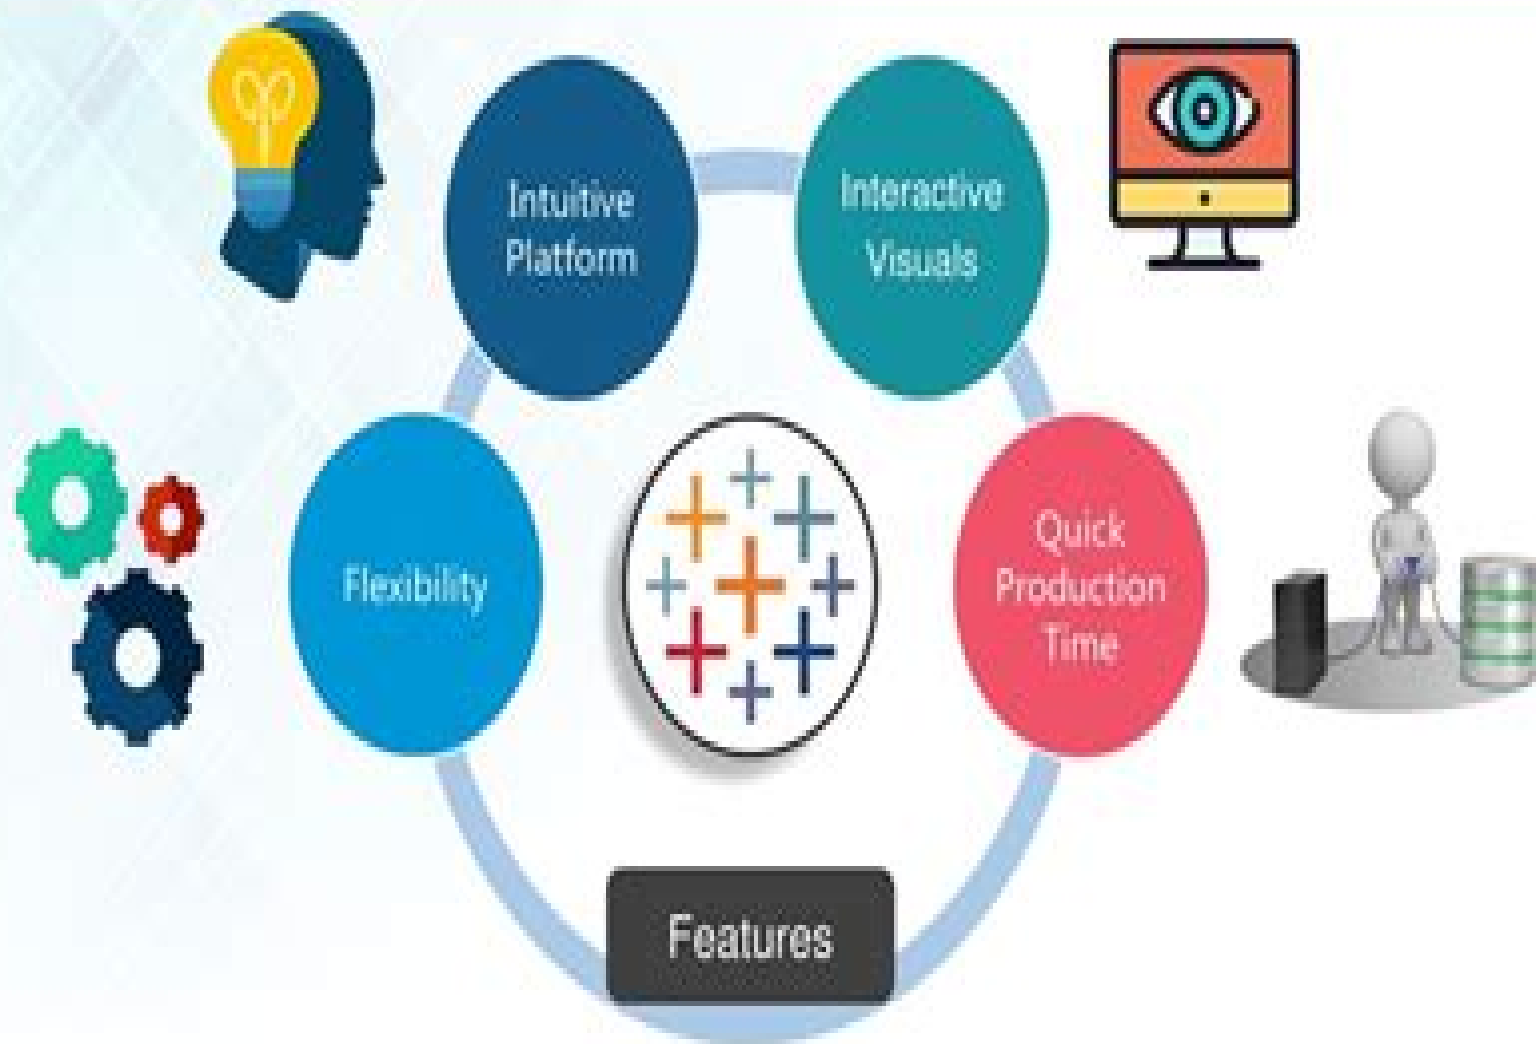 Intuitive
Platform
Interactive
Visuals
Flexibility
Quick
Production
Time
Features